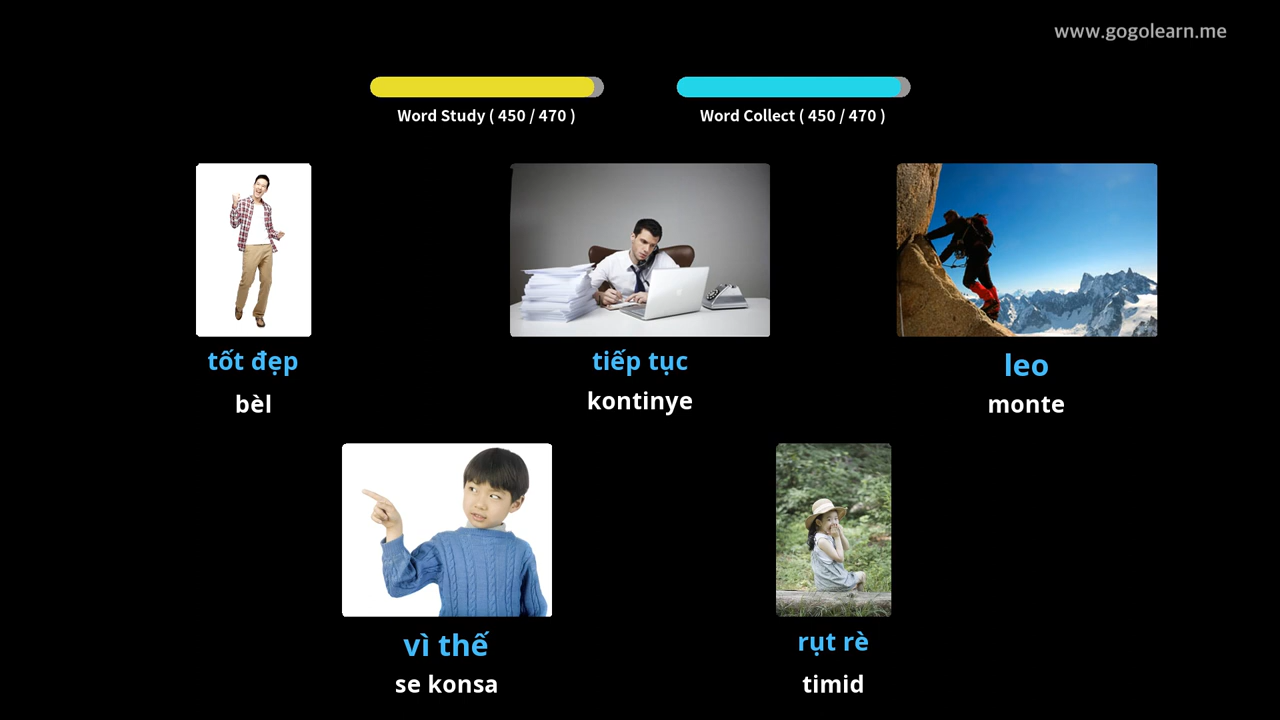 www.gogolearn.me
Word Study ( 450 / 470 )
Word Collect ( 450 / 470 )
tốt đẹp
bèl
tiếp tục
kontinye
leo
monte
vì thế
se konsa
rụt rè
timid